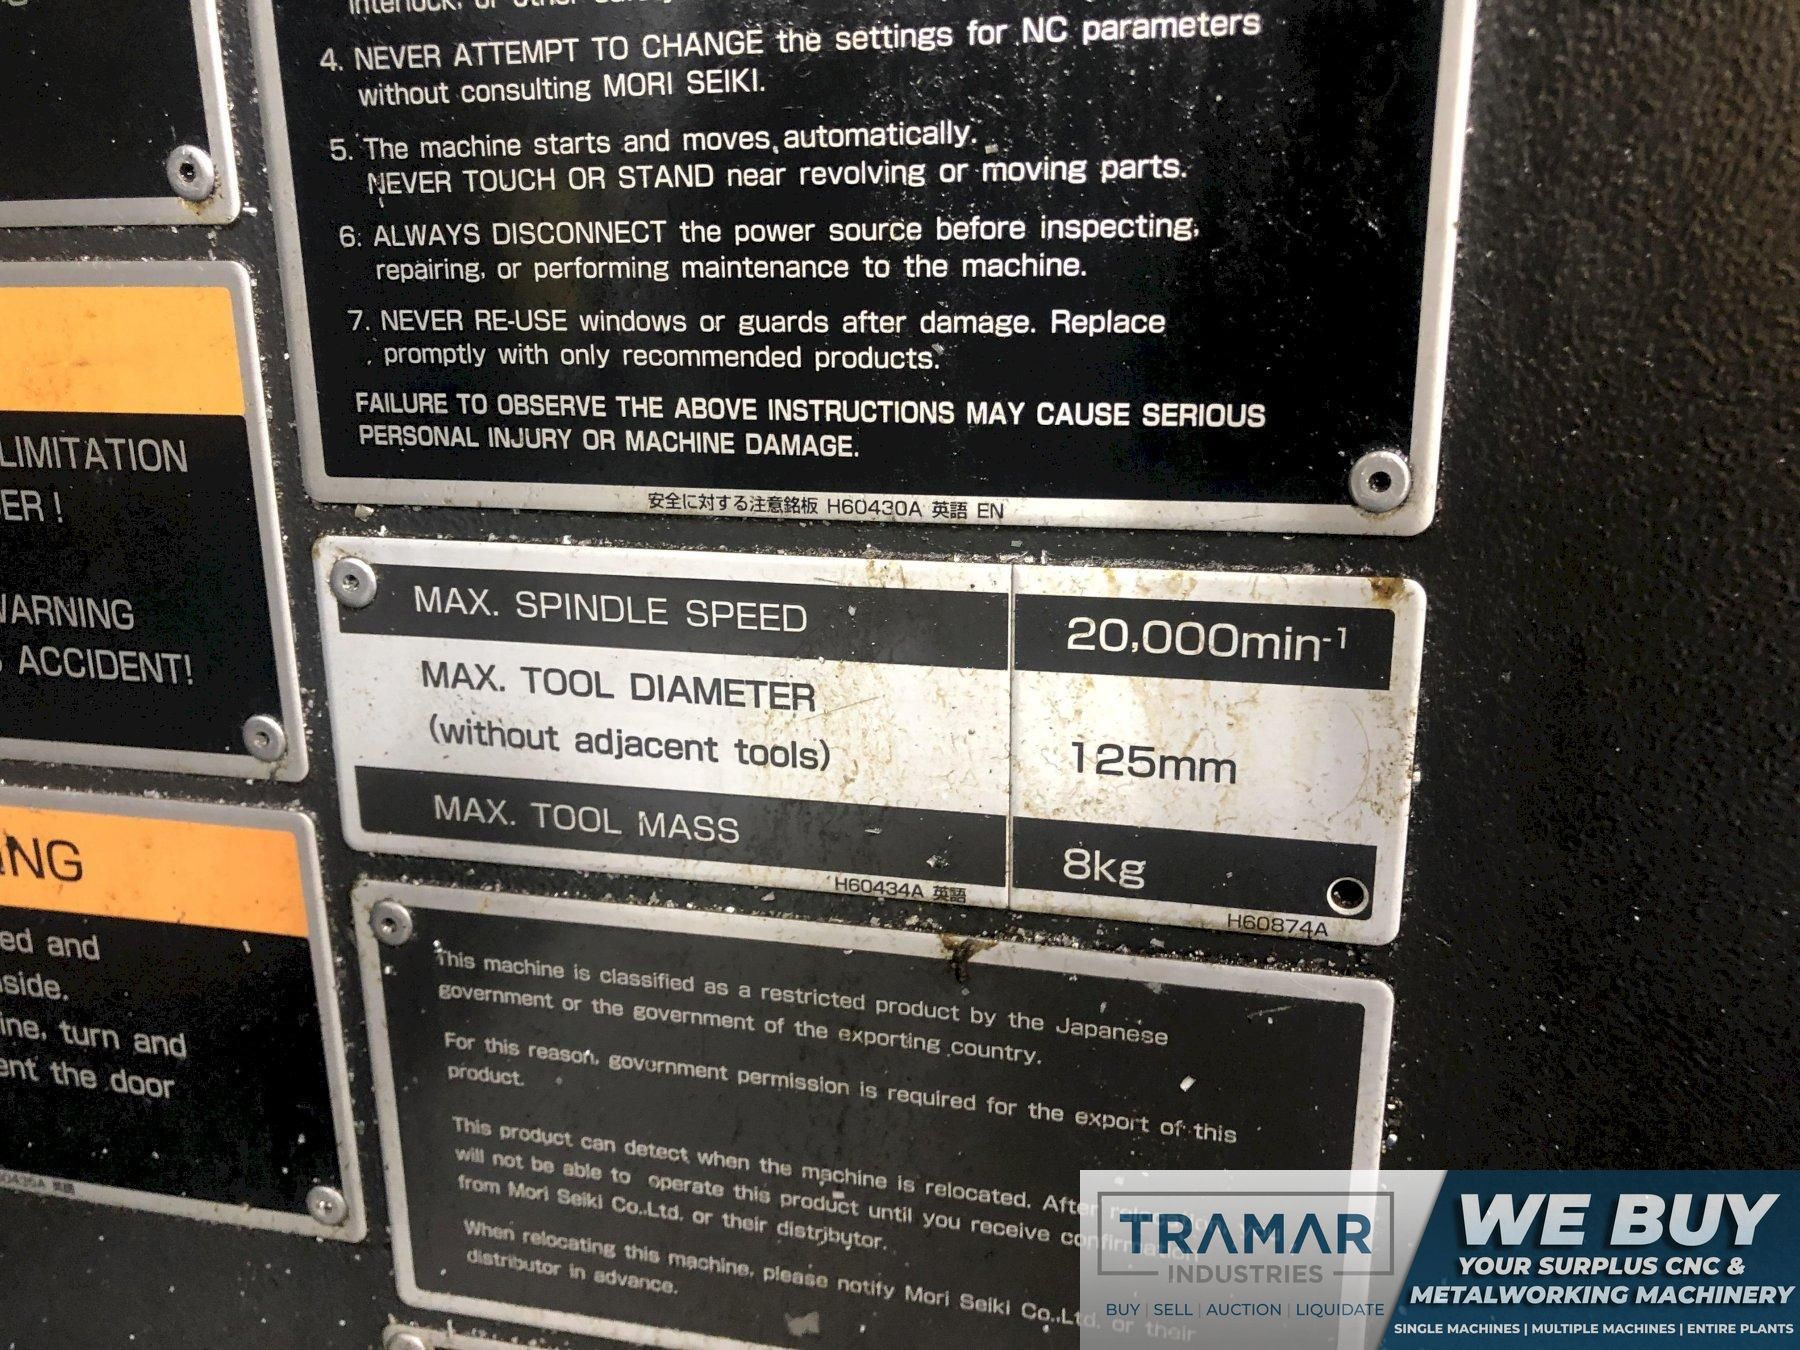 4. NEVER ATTEMPT TO CHANGE the settings for NC parameters
without consulting MORI SEIKI.
5. The machine starts and moves automatically.
NEVER TOUCH OR STAND near revolving or moving parts.
6. ALWAYS DISCONNECT the power source before inspecting,
repairing, or performing maintenance to the machine.
7. NEVER RE-USE windows or guards after damage. Replace
promptly with only recommended products.
FAILURE TO OBSERVE THE ABOVE INSTRUCTIONS MAY CAUSE SERIOUS
PERSONAL INJURY OR MACHINE DAMAGE.
安全に対する注意銘板 H60430A 英語 EN
LIMITATION
ER!
WARNING
ACCIDENT!
MAX. SPINDLE SPEED 20,000min-1
MAX. TOOL DIAMETER
(without adjacent tools) 125mm
MAX. TOOL MASS 8kg
H60434A 英語 H60874A
ING
ed and
side.
ine, turn and
ent the door
This machine is classified as a restricted product by the Japanese
government or the government of the exporting country.
For this reason, government permission is required for the export of this
product.
This product can detect when the machine is relocated. After
will not be able to operate this product until you receive confirmation
from Mori Seiki Co.,Ltd. or their distributor.
When relocating this machine, please notify Mori Seiki Co.,Ltd. or their
distributor in advance.
TRAMAR
INDUSTRIES
BUY | SELL | AUCTION | LIQUIDATE
WE BUY
YOUR SURPLUS CNC &
METALWORKING MACHINERY
SINGLE MACHINES | MULTIPLE MACHINES | ENTIRE PLANTS